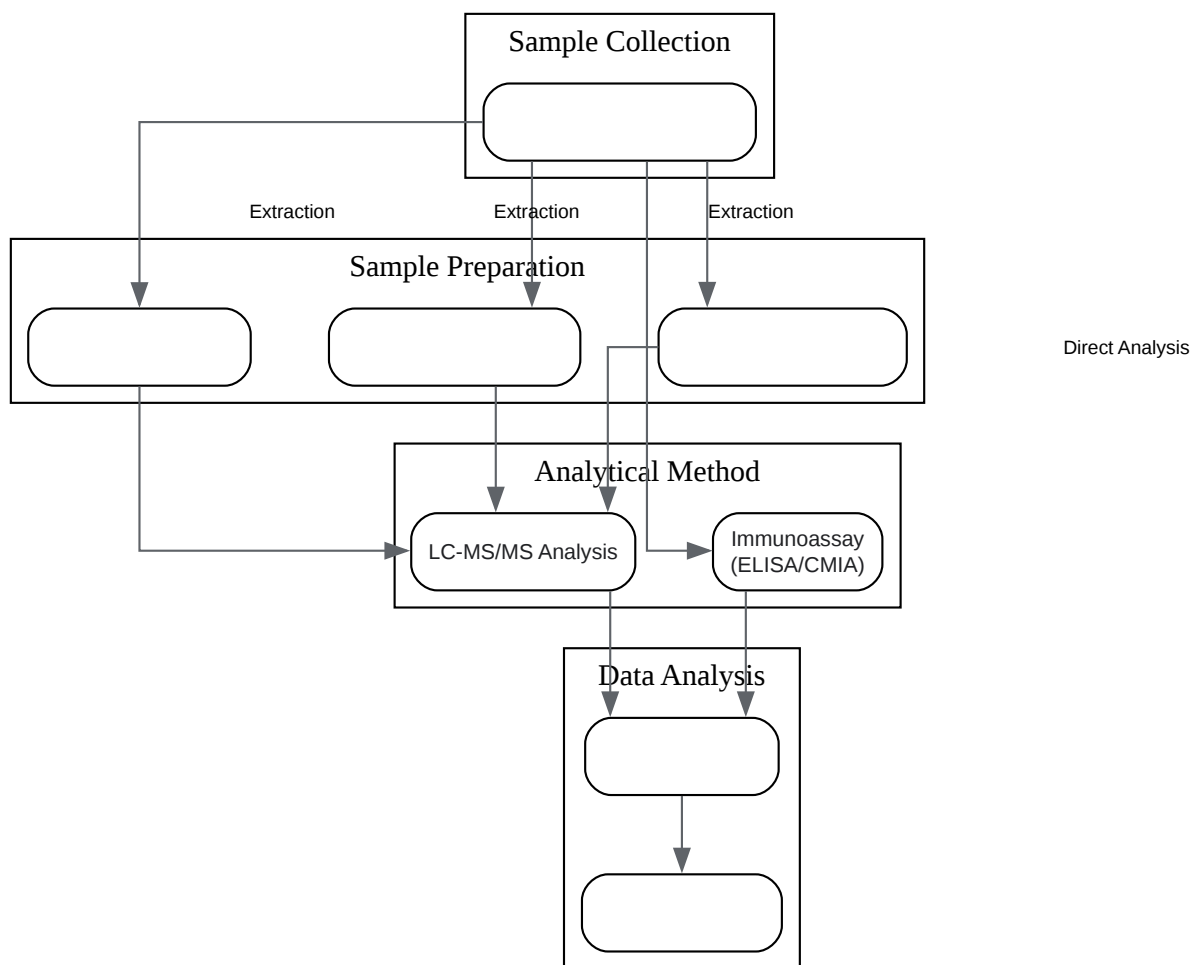 Sample Collection
Extraction
Extraction
Extraction
Sample Preparation
Direct Analysis
Analytical Method
LC-MS/MS Analysis
Immunoassay
(ELISA/CMIA)
Data Analysis